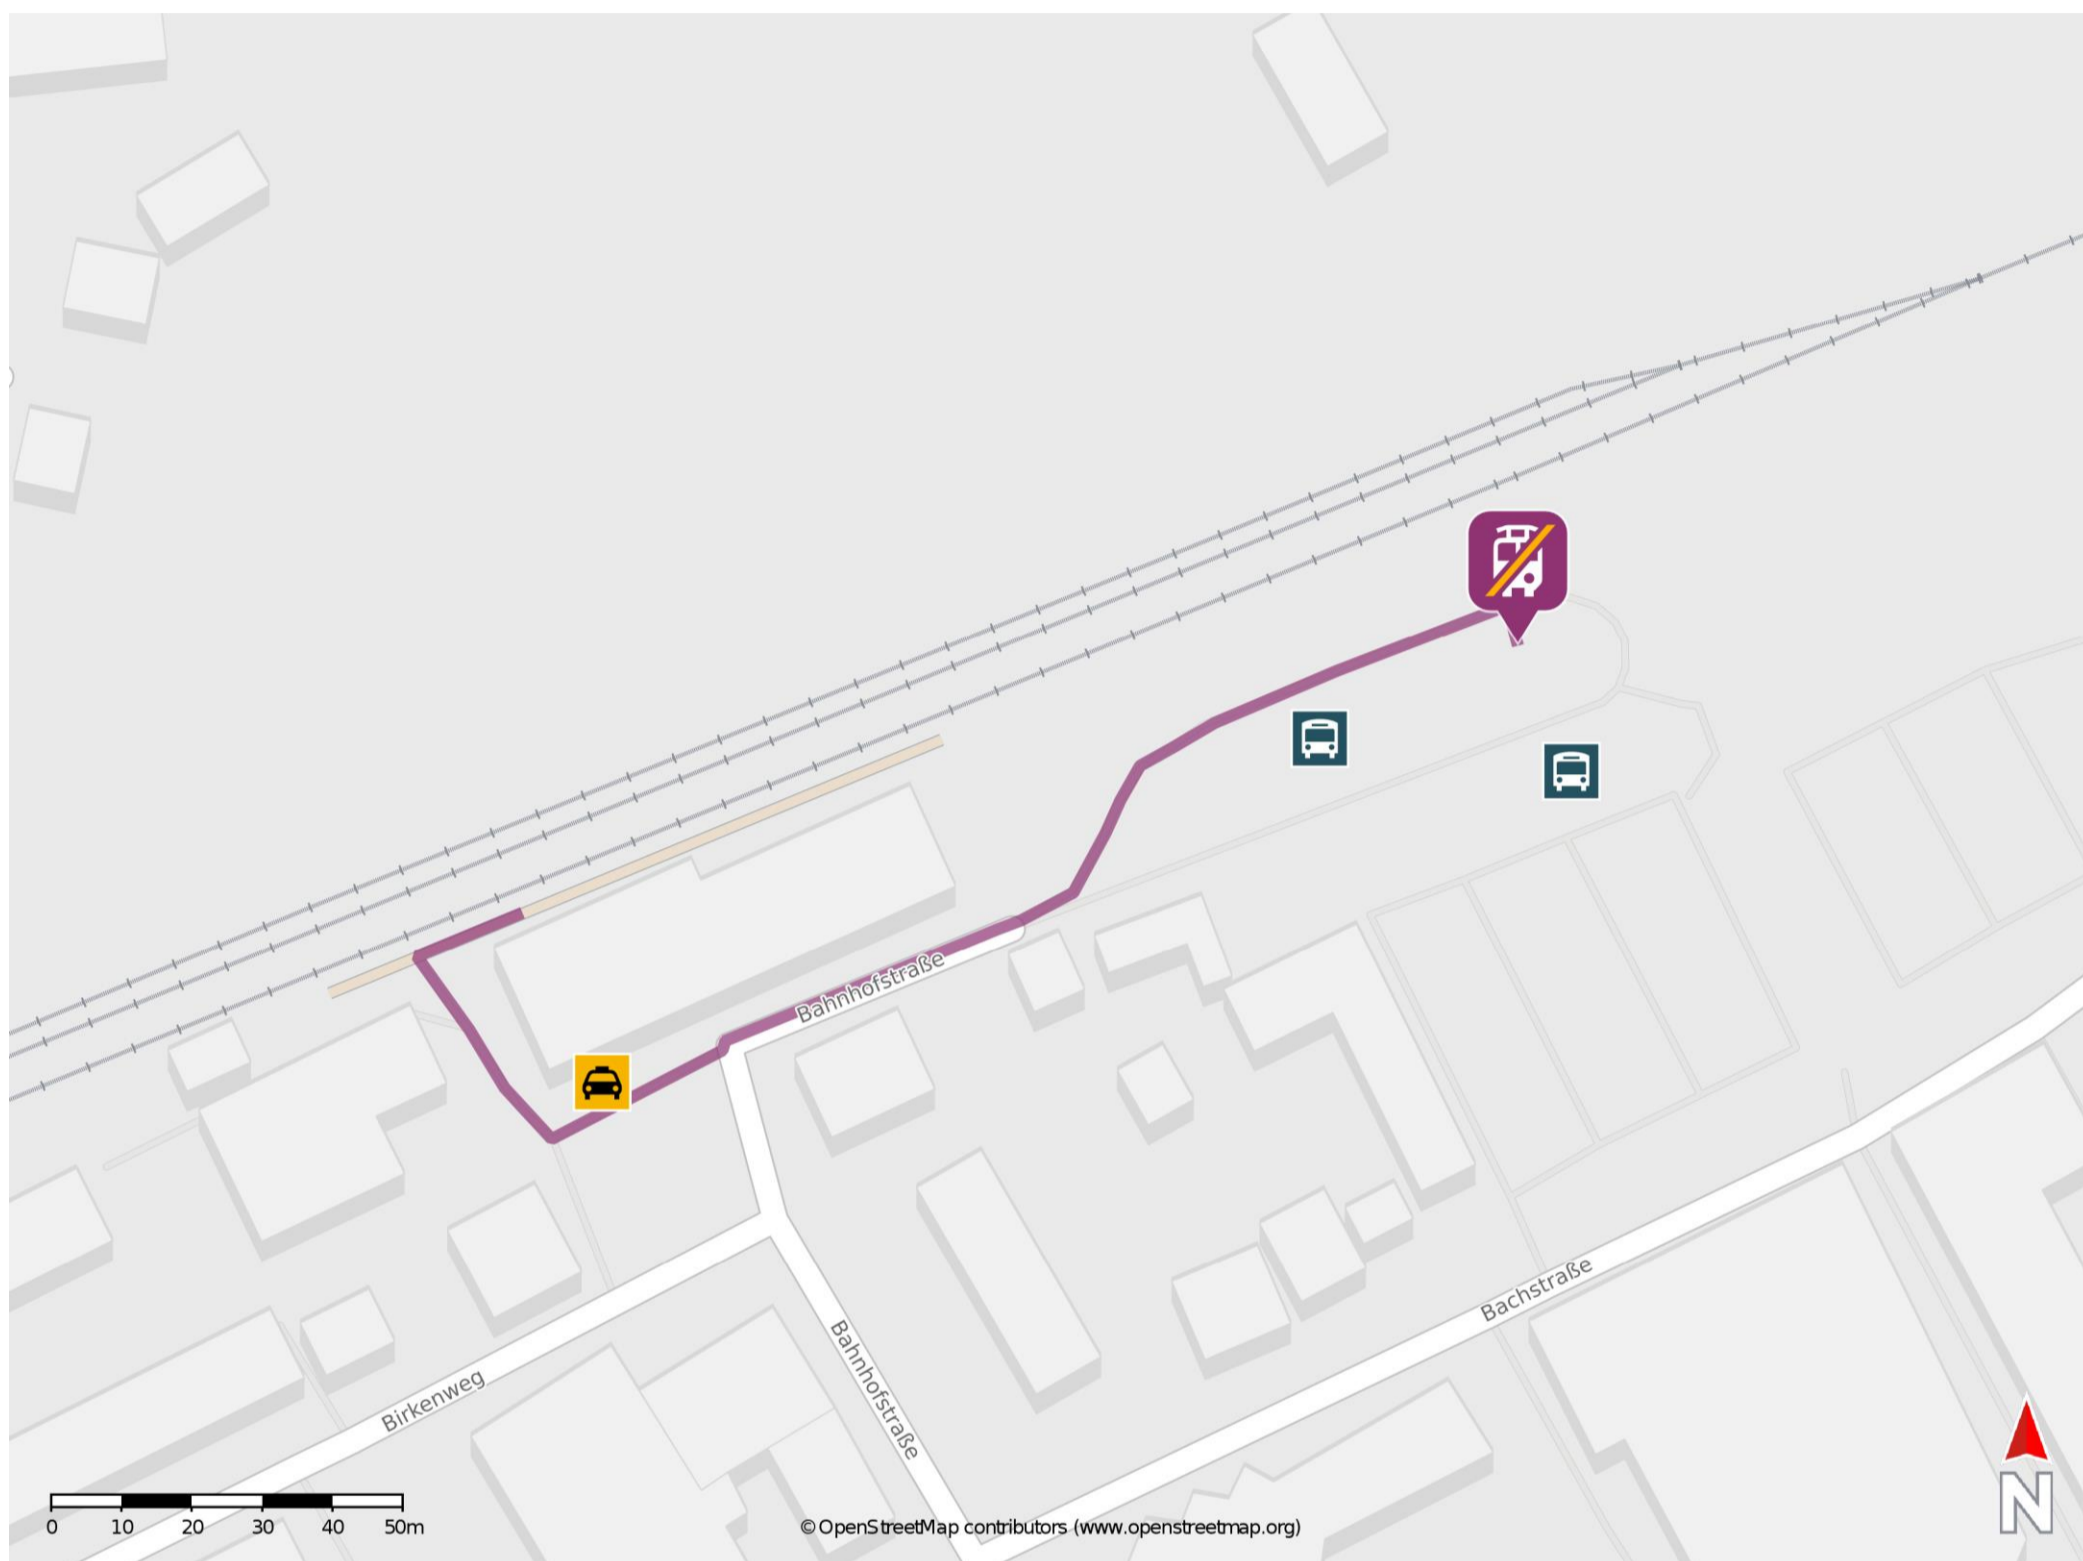 Bahnhofstraße
Bachstraße
Bahnhofstraße
Birkenweg
0 10 20 30 40 50m
© OpenStreetMap contributors (www.openstreetmap.org)
N